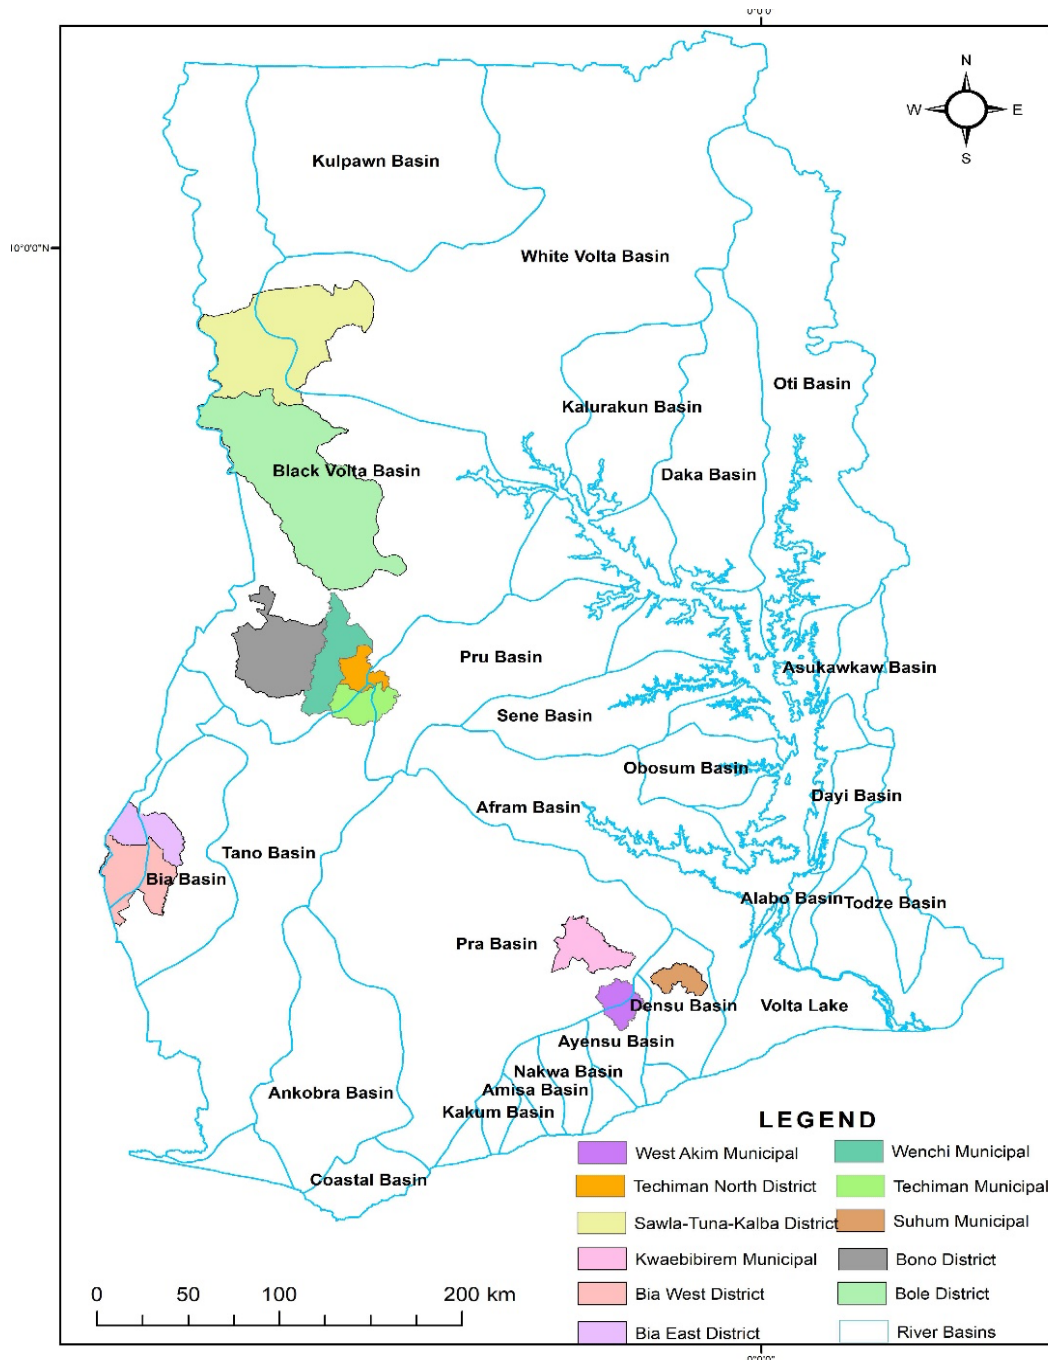 0°0'0"
N
W
E
S
Kulpawn Basin
10°0'0"N
White Volta Basin
Oti Basin
Kalurakun Basin
Black Volta Basin
Daka Basin
Pru Basin
Asukawkaw Basin
Sene Basin
Obosum Basin
Afram Basin
Dayi Basin
Tano Basin
Bia Basin
Alabo Basin
Todze Basin
Pra Basin
Densu Basin
Volta Lake
Ayensu Basin
Nakwa Basin
Amisa Basin
Ankobra Basin
Kakum Basin
Coastal Basin
LEGEND
West Akim Municipal
Wenchi Municipal
Techiman North District
Techiman Municipal
Sawla-Tuna-Kalba District
Suhum Municipal
Kwaebibirem Municipal
Bono District
Bia West District
Bole District
Bia East District
River Basins
0 50 100 200 km
0°0'0"